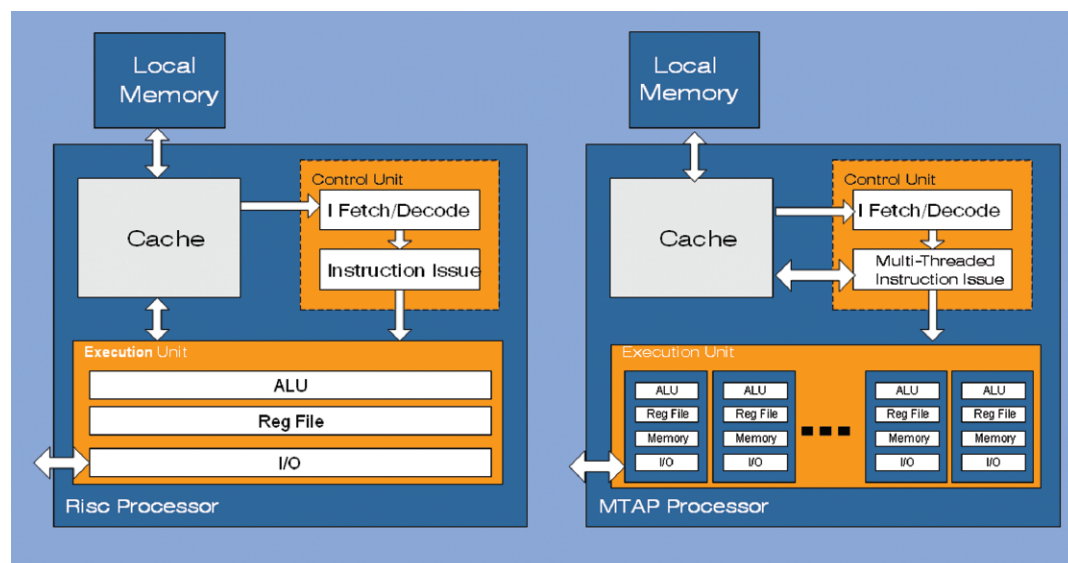 Local
Memory
Cache
Control Unit
I Fetch/Decode
Instruction Issue
Execution Unit
ALU
Reg File
I/O
Risc Processor
Local
Memory
Cache
Control Unit
I Fetch/Decode
Multi-Threaded
Instruction Issue
Execution Unit
ALU
Reg File
Memory
I/O
ALU
Reg File
Memory
I/O
ALU
Reg File
Memory
I/O
ALU
Reg File
Memory
I/O
MTAP Processor